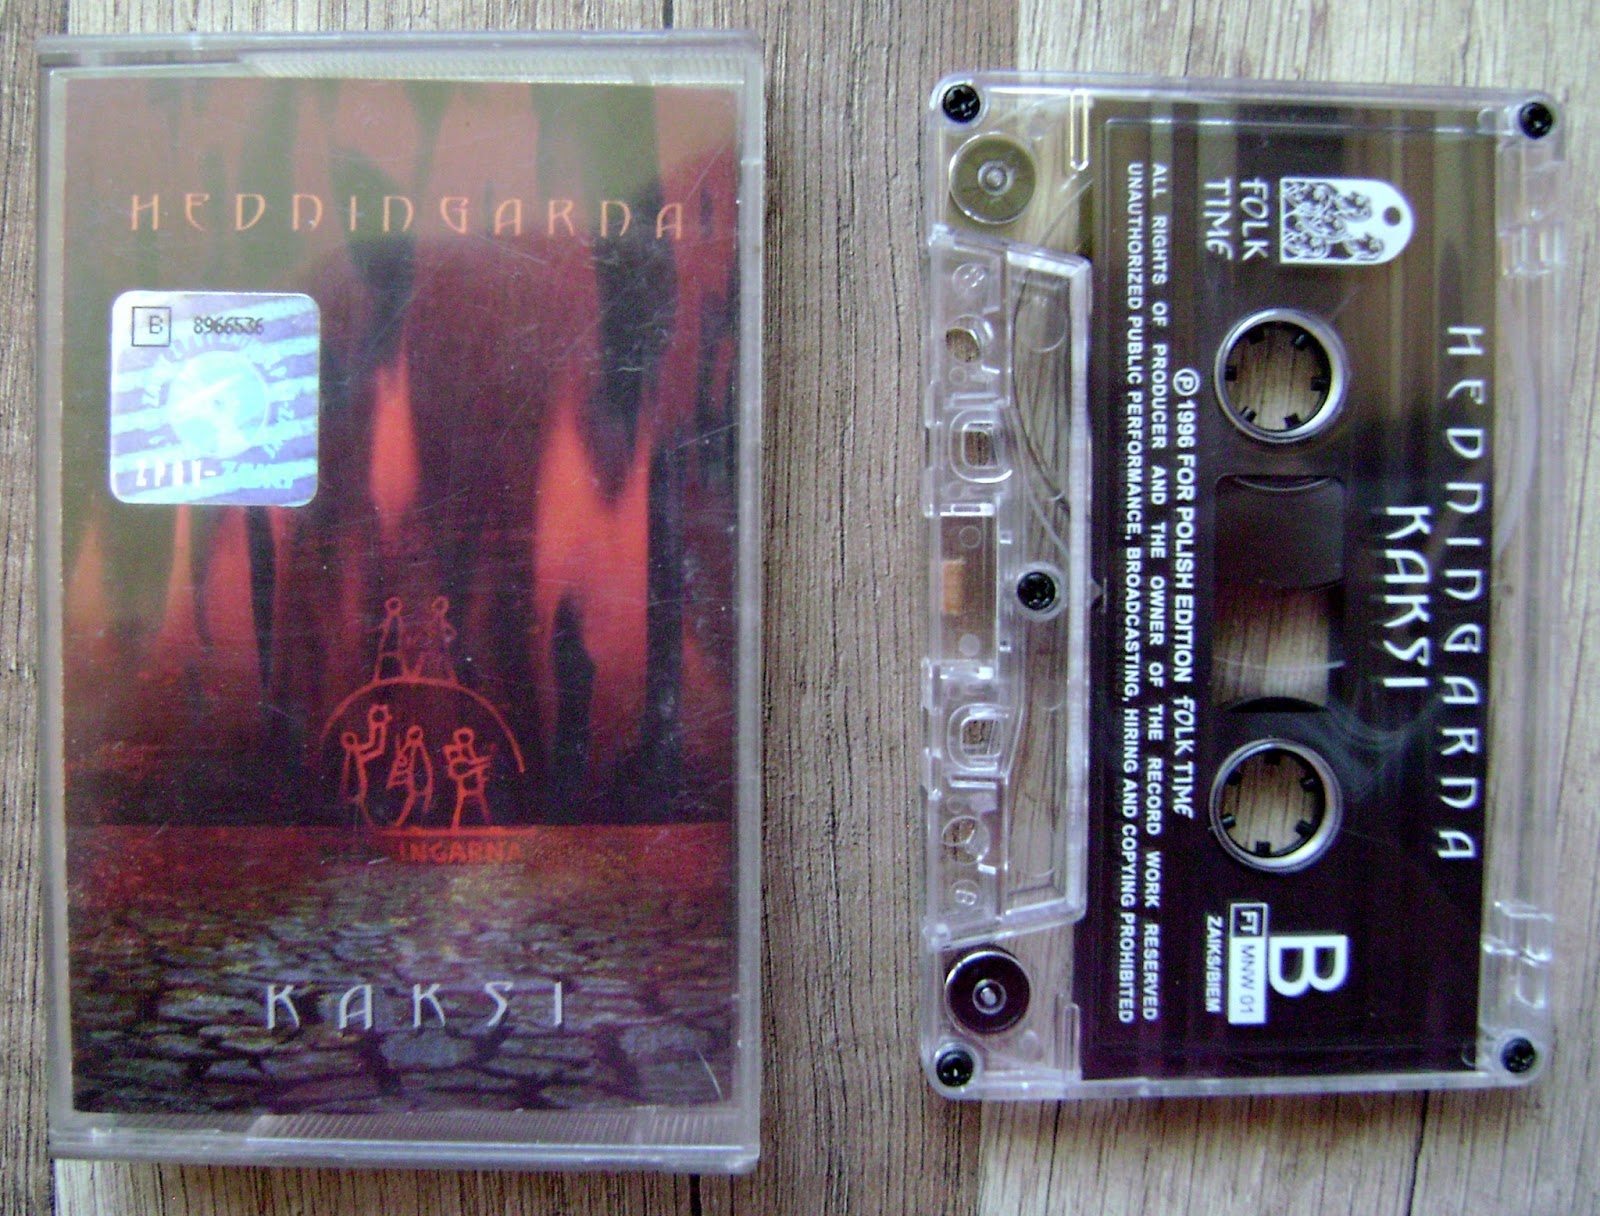 HEDNINGARNA
B 8966536
INGARNA
KAKSI
HEDNINGARNA
KAKSI
FOLK
TIME
B
FT MNW 01
ZAIKS/BIEM
Ⓟ 1996 FOR POLISH EDITION FOLK TIME
ALL RIGHTS OF PRODUCER AND THE OWNER OF THE RECORD WORK RESERVED
UNAUTHORIZED PUBLIC PERFORMANCE, BROADCASTING, HIRING AND COPYING PROHIBITED